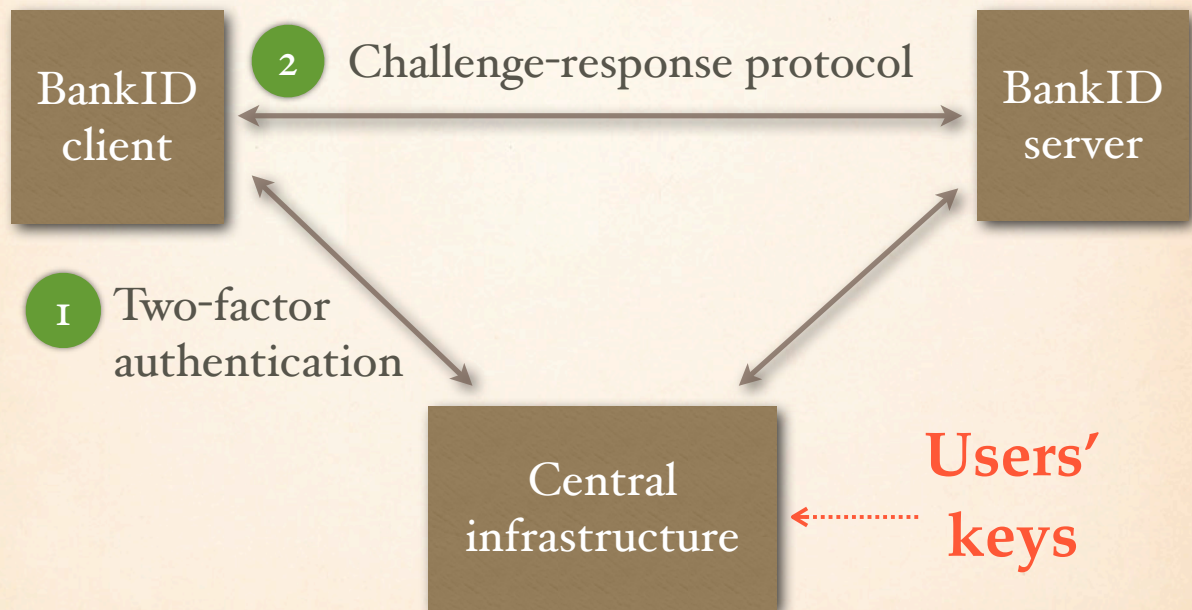 BankID
client
2
Challenge-response protocol
BankID
server
1
Two-factor
authentication
Central
infrastructure
Users’
keys